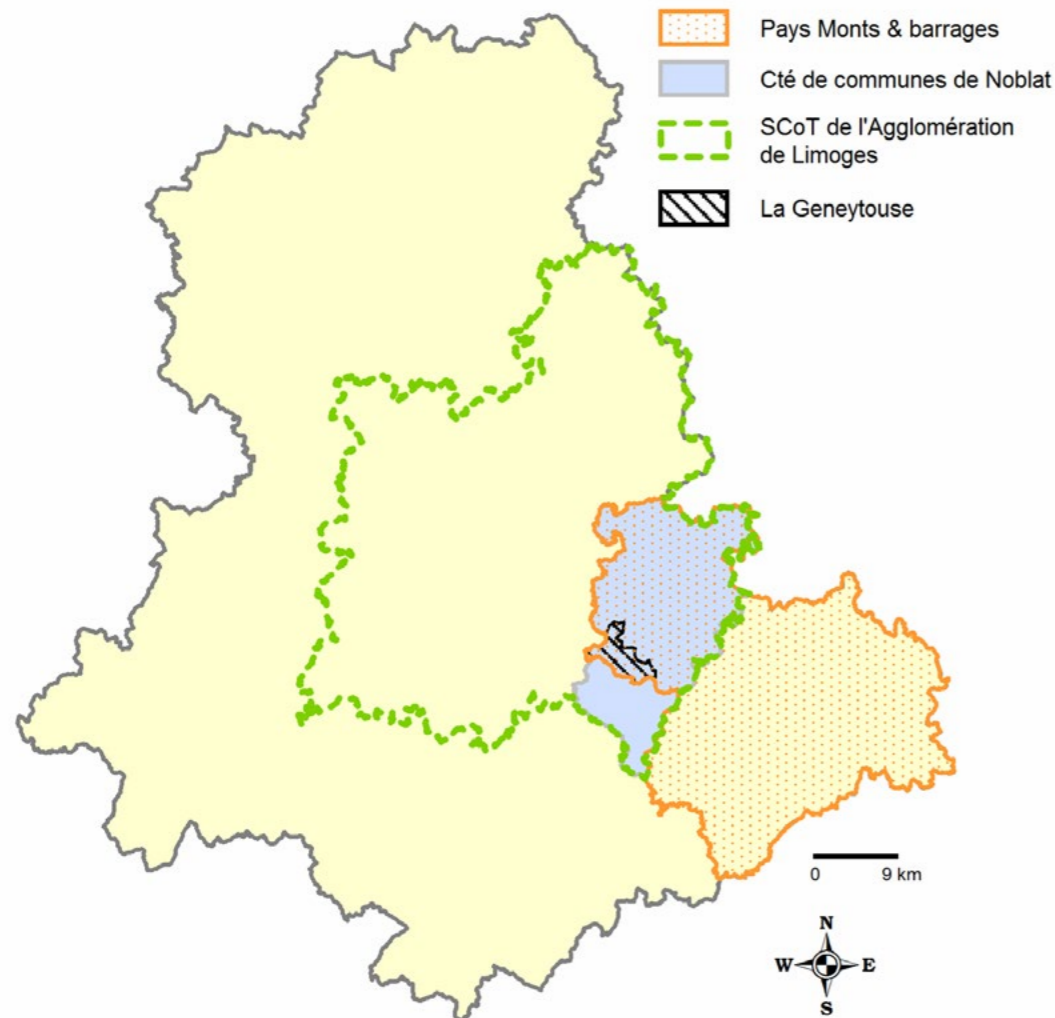 Pays Monts & barrages
Cté de communes de Noblat
SCoT de l'Agglomération
de Limoges
La Geneytouse
0 9 km
N
W E
S